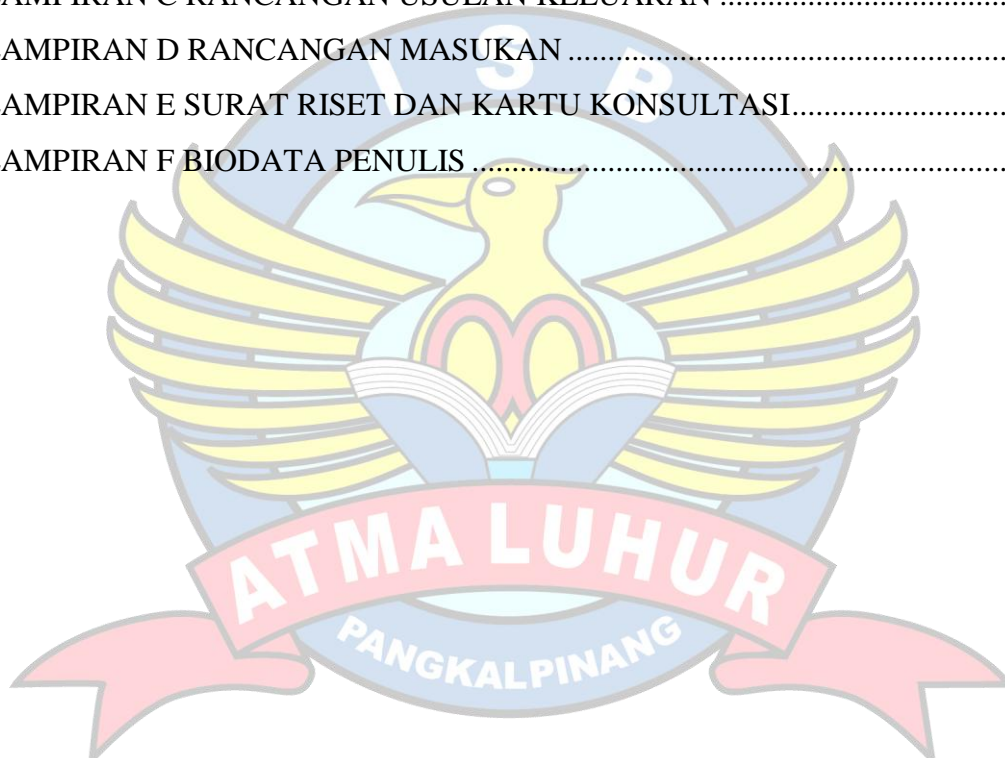 AMPIRAN C RANCANGAN USULAN KELUARAN ....................................
AMPIRAN D RANCANGAN MASUKAN .......................................................
AMPIRAN E SURAT RISET DAN KARTU KONSULTASI...........................
AMPIRAN F BIODATA PENULIS ...................................................................
I S B
ATMA LUHUR
PANGKALPINANG